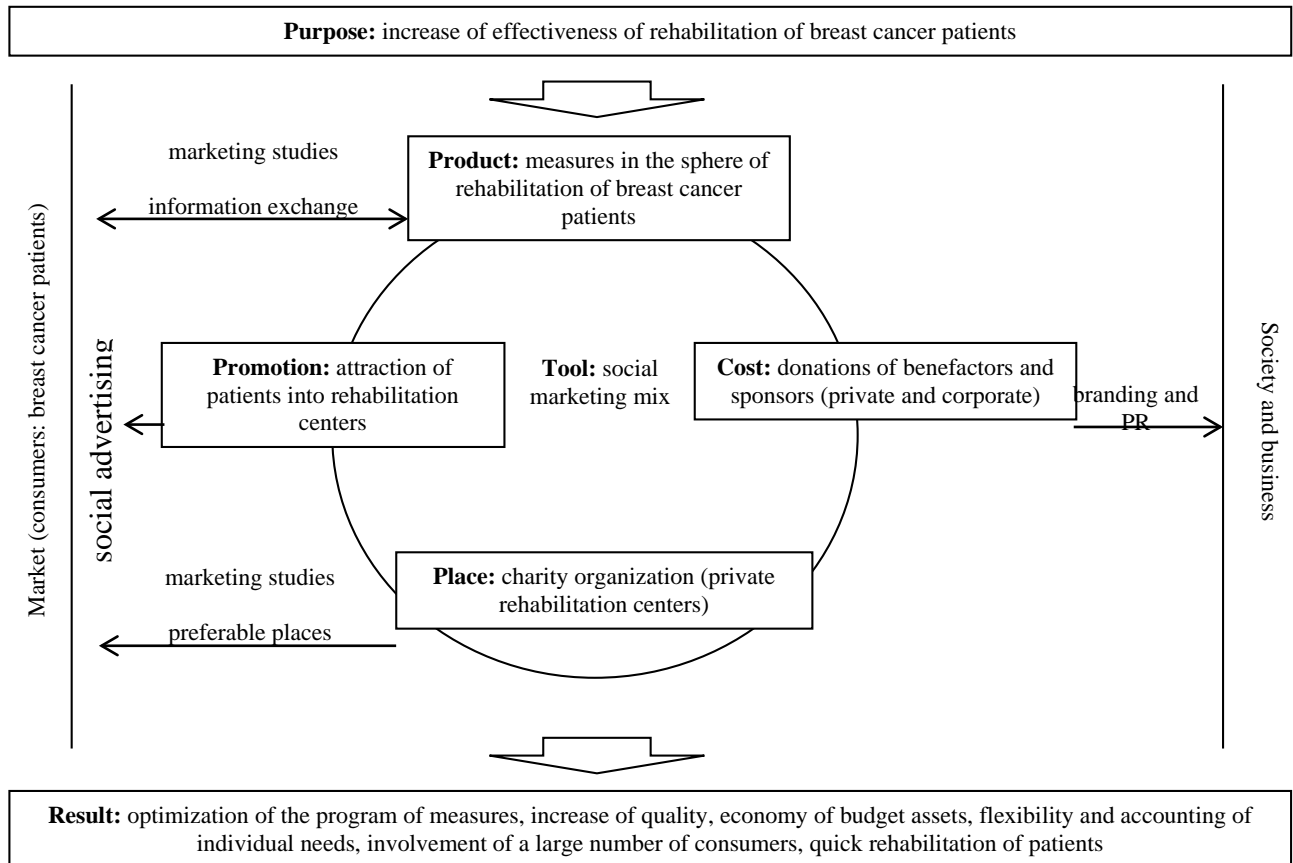 Purpose: increase of effectiveness of rehabilitation of breast cancer patients
marketing studies
information exchange
Product: measures in the sphere of
rehabilitation of breast cancer
patients
Market (consumers: breast cancer patients)
social advertising
Promotion: attraction of
patients into rehabilitation
centers
Tool: social
marketing mix
Cost: donations of benefactors and
sponsors (private and corporate)
branding and
PR
Society and business
marketing studies
preferable places
Place: charity organization (private
rehabilitation centers)
Result: optimization of the program of measures, increase of quality, economy of budget assets, flexibility and accounting of
individual needs, involvement of a large number of consumers, quick rehabilitation of patients